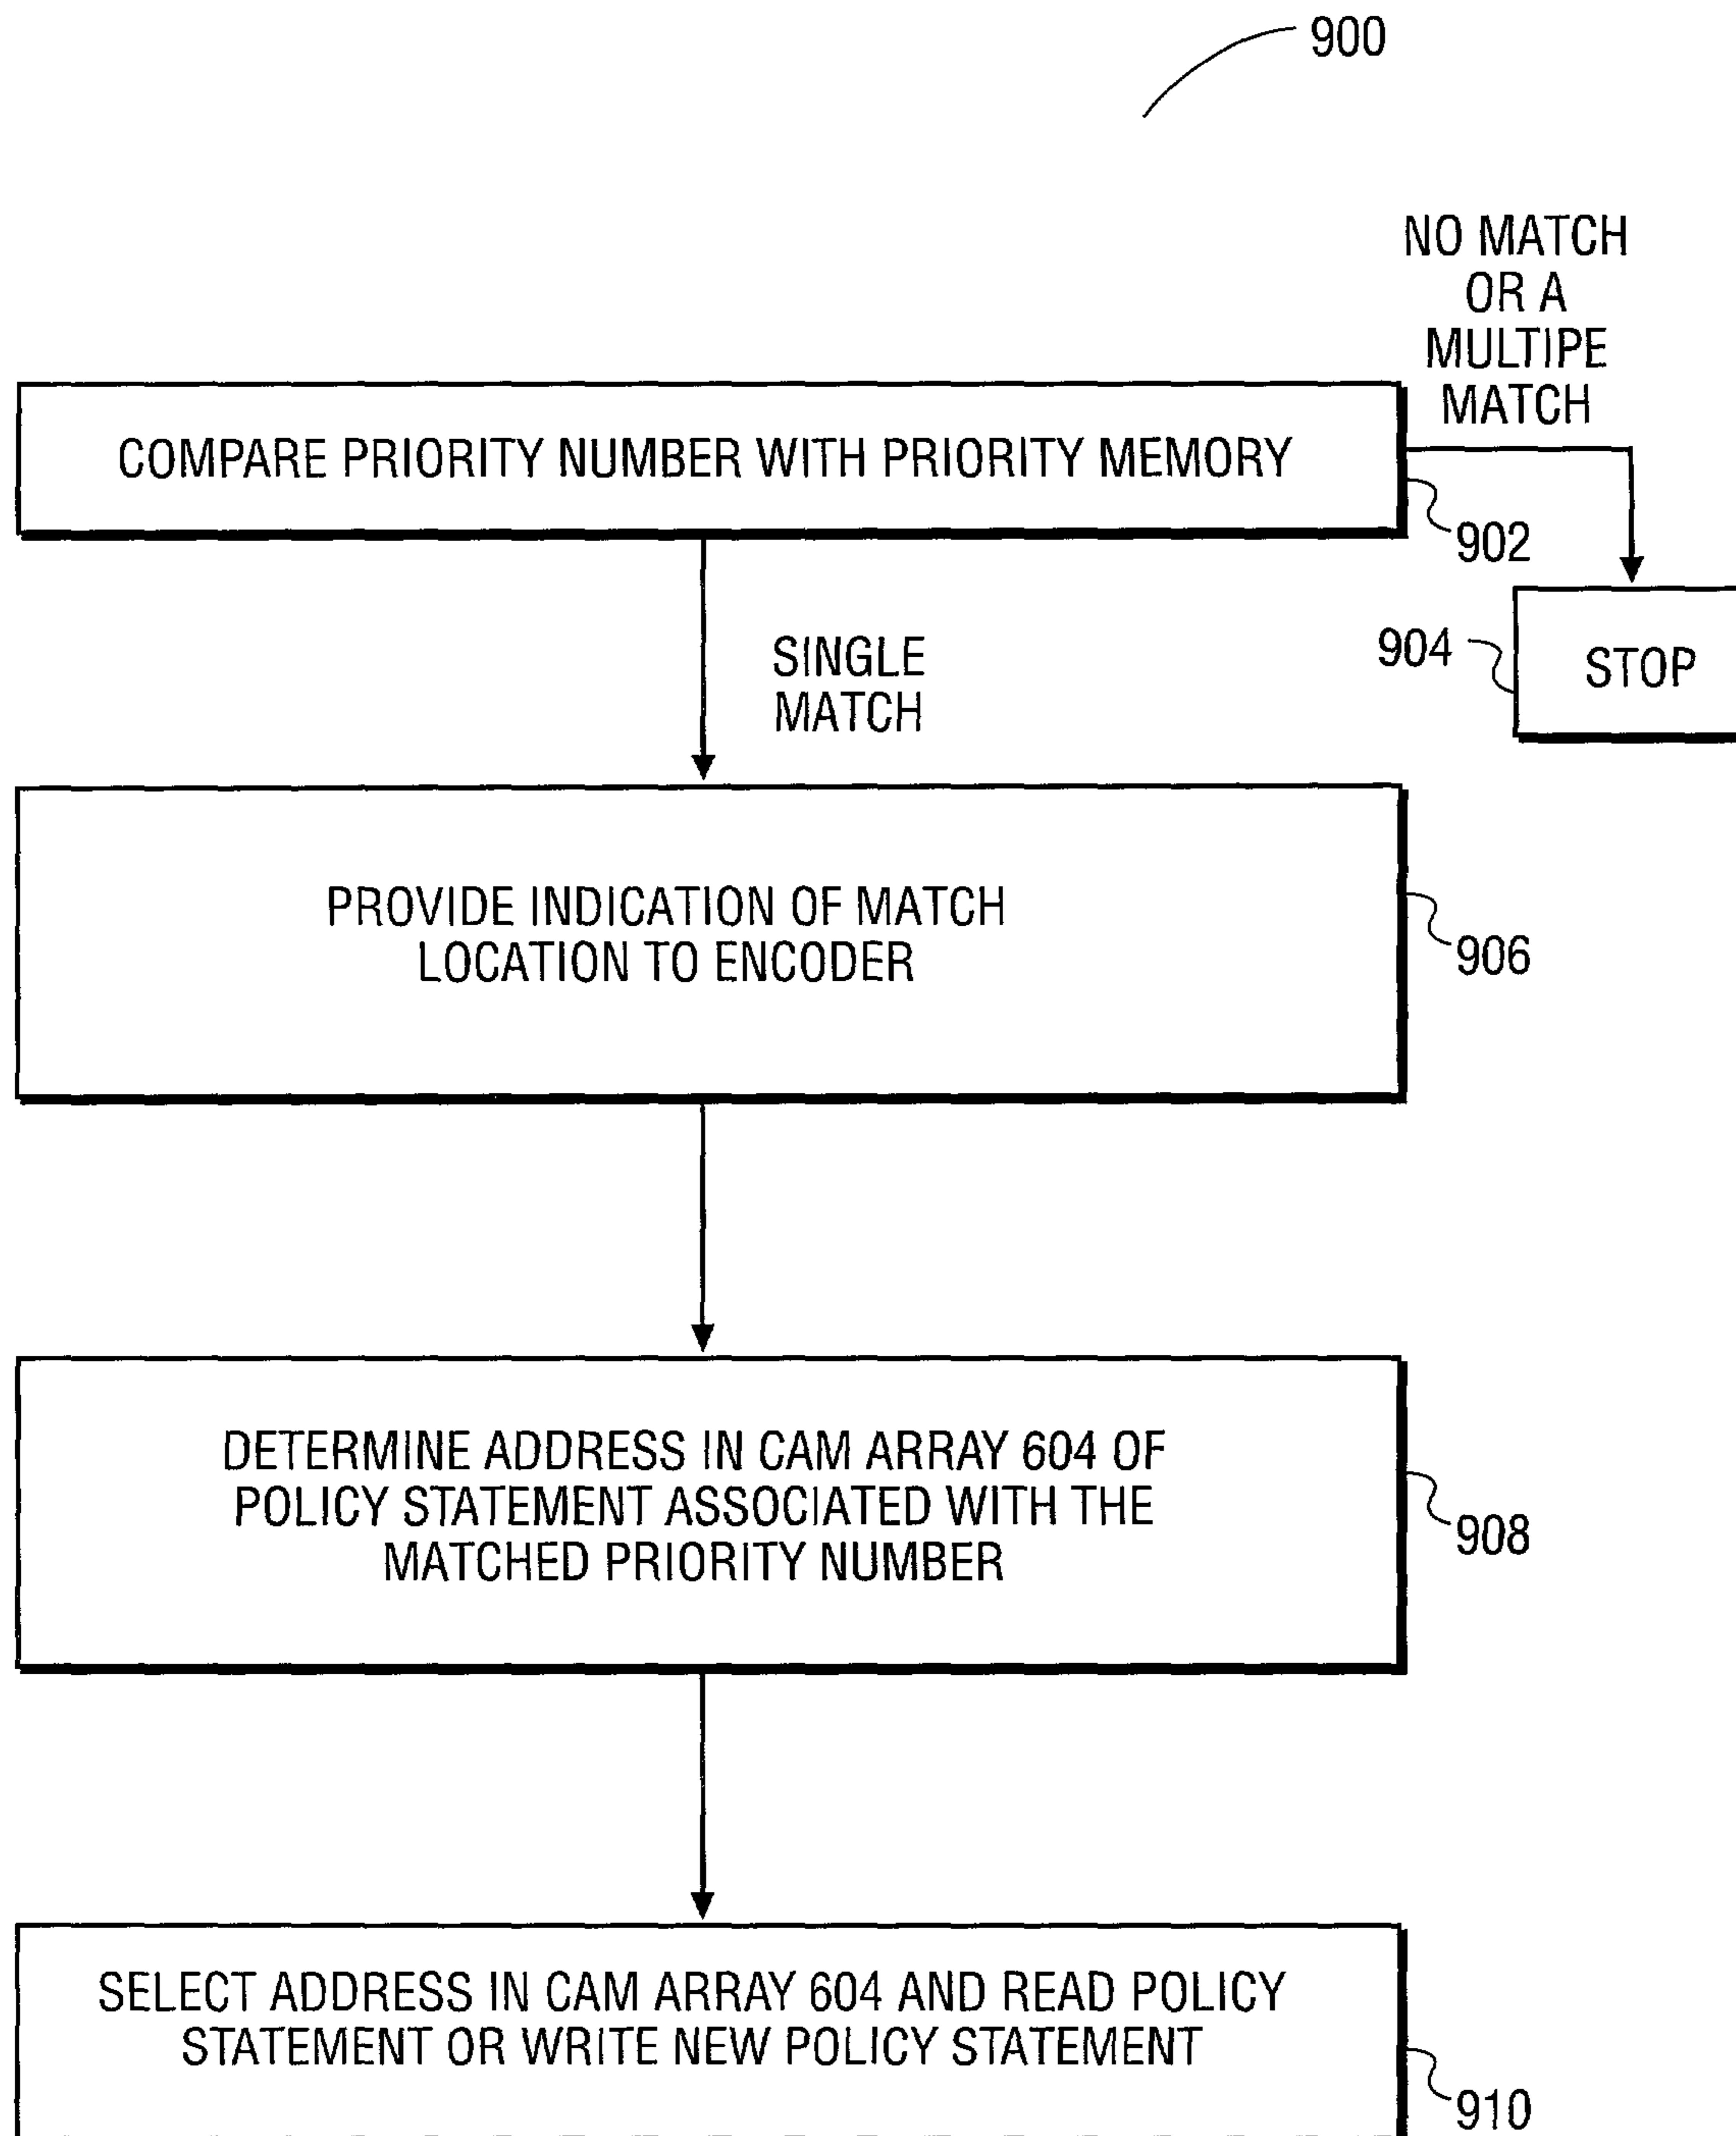 900
NO MATCH
OR A
MULTIPE
MATCH
COMPARE PRIORITY NUMBER WITH PRIORITY MEMORY
902
904
STOP
SINGLE
MATCH
PROVIDE INDICATION OF MATCH
LOCATION TO ENCODER
906
DETERMINE ADDRESS IN CAM ARRAY 604 OF
POLICY STATEMENT ASSOCIATED WITH THE
MATCHED PRIORITY NUMBER
908
SELECT ADDRESS IN CAM ARRAY 604 AND READ POLICY
STATEMENT OR WRITE NEW POLICY STATEMENT
910